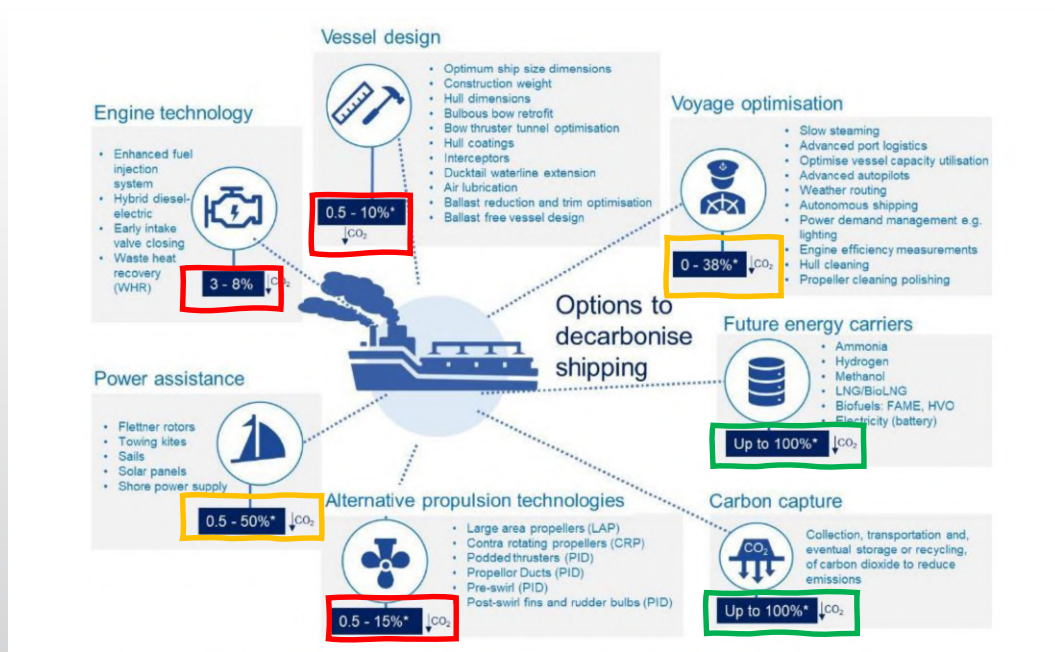 Vessel design
• Optimum ship size dimensions
• Construction weight
• Hull dimensions
• Bulbous bow retrofit
• Bow thruster tunnel optimisation
• Hull coatings
• Interceptors
• Ducktail waterline extension
• Air lubrication
• Ballast reduction and trim optimisation
• Ballast free vessel design
0.5 - 10%*
↓CO₂
Engine technology
• Enhanced fuel
injection
system
• Hybrid diesel-
electric
• Early intake
valve closing
• Waste heat
recovery
(WHR)
3 - 8% ↓CO₂
Voyage optimisation
• Slow steaming
• Advanced port logistics
• Optimise vessel capacity utilisation
• Advanced autopilots
• Weather routing
• Autonomous shipping
• Power demand management e.g.
lighting
• Engine efficiency measurements
• Hull cleaning
• Propeller cleaning polishing
0 - 38%* ↓CO₂
Options to
decarbonise
shipping
Future energy carriers
• Ammonia
• Hydrogen
• Methanol
• LNG/BioLNG
• Biofuels: FAME, HVO
• Electricity (battery)
Up to 100%* ↓CO₂
Power assistance
• Flettner rotors
• Towing kites
• Sails
• Solar panels
• Shore power supply
0.5 - 50%* ↓CO₂
Alternative propulsion technologies
• Large area propellers (LAP)
• Contra rotating propellers (CRP)
• Podded thrusters (PID)
• Propellor Ducts (PID)
• Pre-swirl (PID)
• Post-swirl fins and rudder bulbs (PID)
0.5 - 15%* ↓CO₂
Carbon capture
CO₂
Collection, transportation and,
eventual storage or recycling,
of carbon dioxide to reduce
emissions
Up to 100%* ↓CO₂